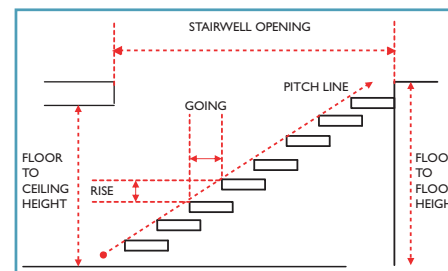 STAIRWELL OPENING
PITCH LINE
GOING
FLOOR
TO
CEILING
HEIGHT
RISE
FLOO
TO
FLOO
HEIGH